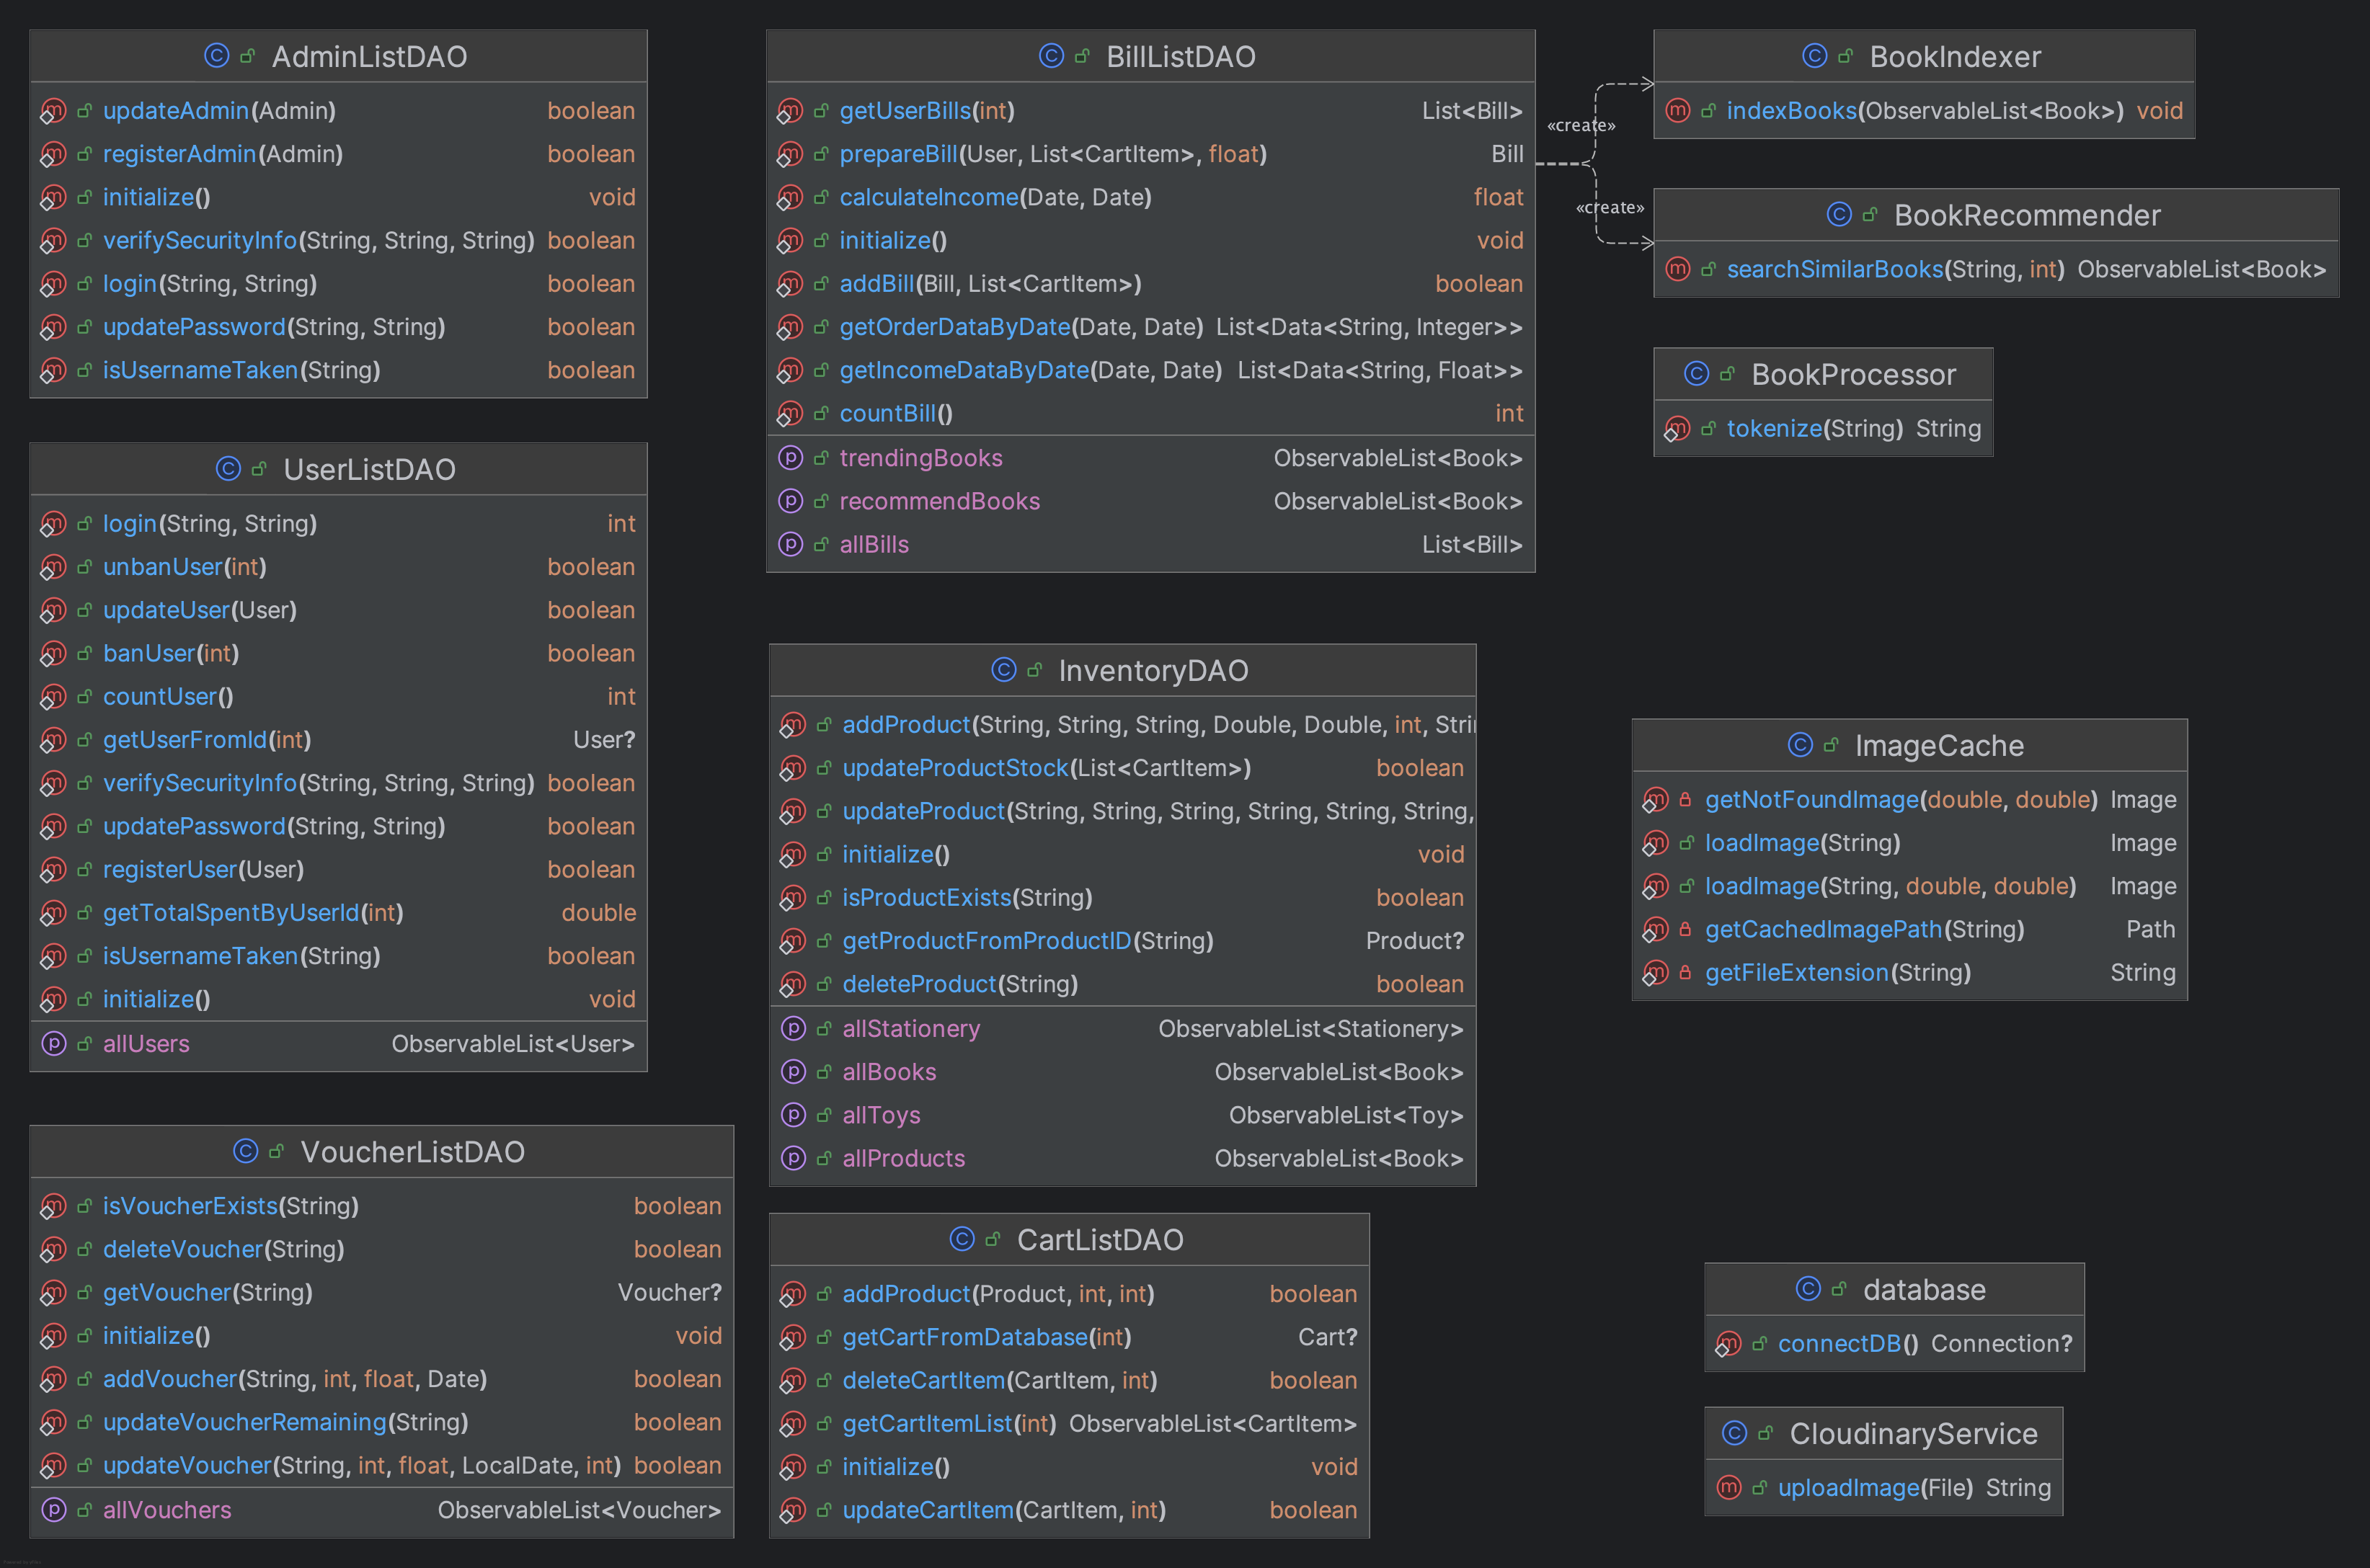 AdminListDAO
updateAdmin(Admin) boolean
registerAdmin(Admin) boolean
initialize() void
verifySecurityInfo(String, String, String) boolean
login(String, String) boolean
updatePassword(String, String) boolean
isUsernameTaken(String) boolean
UserListDAO
login(String, String) int
unbanUser(int) boolean
updateUser(User) boolean
banUser(int) boolean
countUser() int
getUserFromId(int) User?
verifySecurityInfo(String, String, String) boolean
updatePassword(String, String) boolean
registerUser(User) boolean
getTotalSpentByUserId(int) double
isUsernameTaken(String) boolean
initialize() void
allUsers ObservableList<User>
VoucherListDAO
isVoucherExists(String) boolean
deleteVoucher(String) boolean
getVoucher(String) Voucher?
initialize() void
addVoucher(String, int, float, Date) boolean
updateVoucherRemaining(String) boolean
updateVoucher(String, int, float, LocalDate, int) boolean
allVouchers ObservableList<Voucher>
BillListDAO
getUserBills(int) List<Bill>
prepareBill(User, List<CartItem>, float) Bill
calculateIncome(Date, Date) float
initialize() void
addBill(Bill, List<CartItem>) boolean
getOrderDataByDate(Date, Date) List<Data<String, Integer>>
getIncomeDataByDate(Date, Date) List<Data<String, Float>>
countBill() int
trendingBooks ObservableList<Book>
recommendBooks ObservableList<Book>
allBills List<Bill>
InventoryDAO
addProduct(String, String, String, Double, Double, int, Stri
updateProductStock(List<CartItem>) boolean
updateProduct(String, String, String, String, String, String,
initialize() void
isProductExists(String) boolean
getProductFromProductID(String) Product?
deleteProduct(String) boolean
allStationery ObservableList<Stationery>
allBooks ObservableList<Book>
allToys ObservableList<Toy>
allProducts ObservableList<Book>
CartListDAO
addProduct(Product, int, int) boolean
getCartFromDatabase(int) Cart?
deleteCartItem(CartItem, int) boolean
getCartItemList(int) ObservableList<CartItem>
initialize() void
updateCartItem(CartItem, int) boolean
«create»
«create»
BookIndexer
indexBooks(ObservableList<Book>) void
BookRecommender
searchSimilarBooks(String, int) ObservableList<Book>
BookProcessor
tokenize(String) String
ImageCache
getNotFoundImage(double, double) Image
loadImage(String) Image
loadImage(String, double, double) Image
getCachedImagePath(String) Path
getFileExtension(String) String
database
connectDB() Connection?
CloudinaryService
uploadImage(File) String